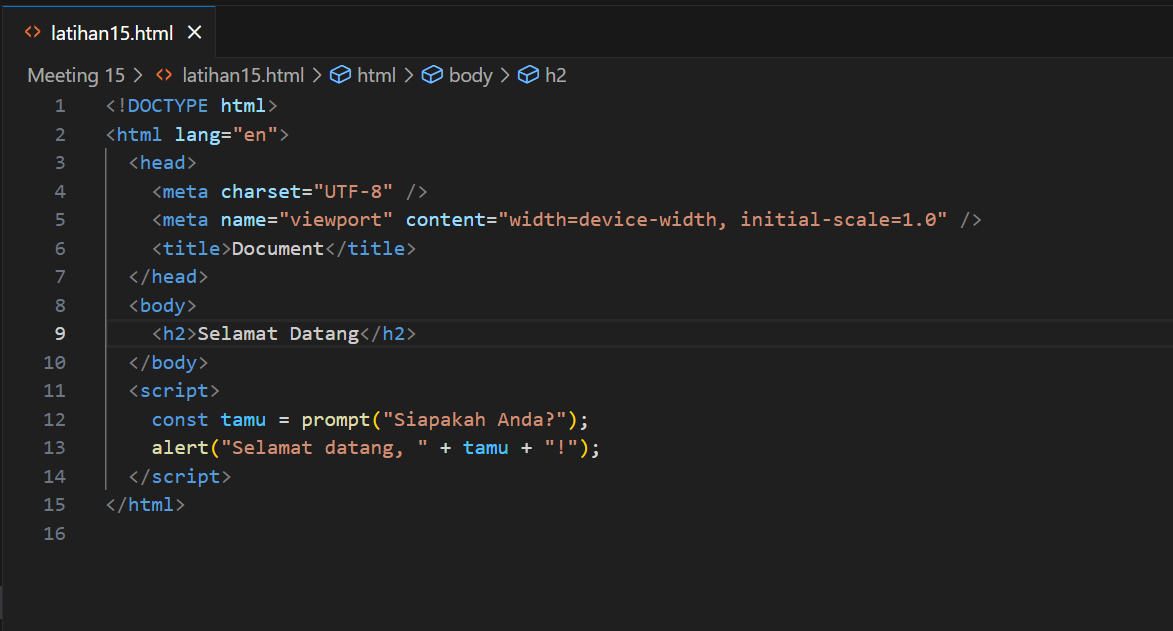 latihan15.html
Meeting 15 > latihan15.html > html > body > h2
1 <!DOCTYPE html>
2 <html lang="en">
3 <head>
4 <meta charset="UTF-8" />
5 <meta name="viewport" content="width=device-width, initial-scale=1.0" />
6 <title>Document</title>
7 </head>
8 <body>
9 <h2>Selamat Datang</h2>
10 </body>
11 <script>
12 const tamu = prompt("Siapakah Anda?");
13 alert("Selamat datang, " + tamu + "!");
14 </script>
15 </html>
16